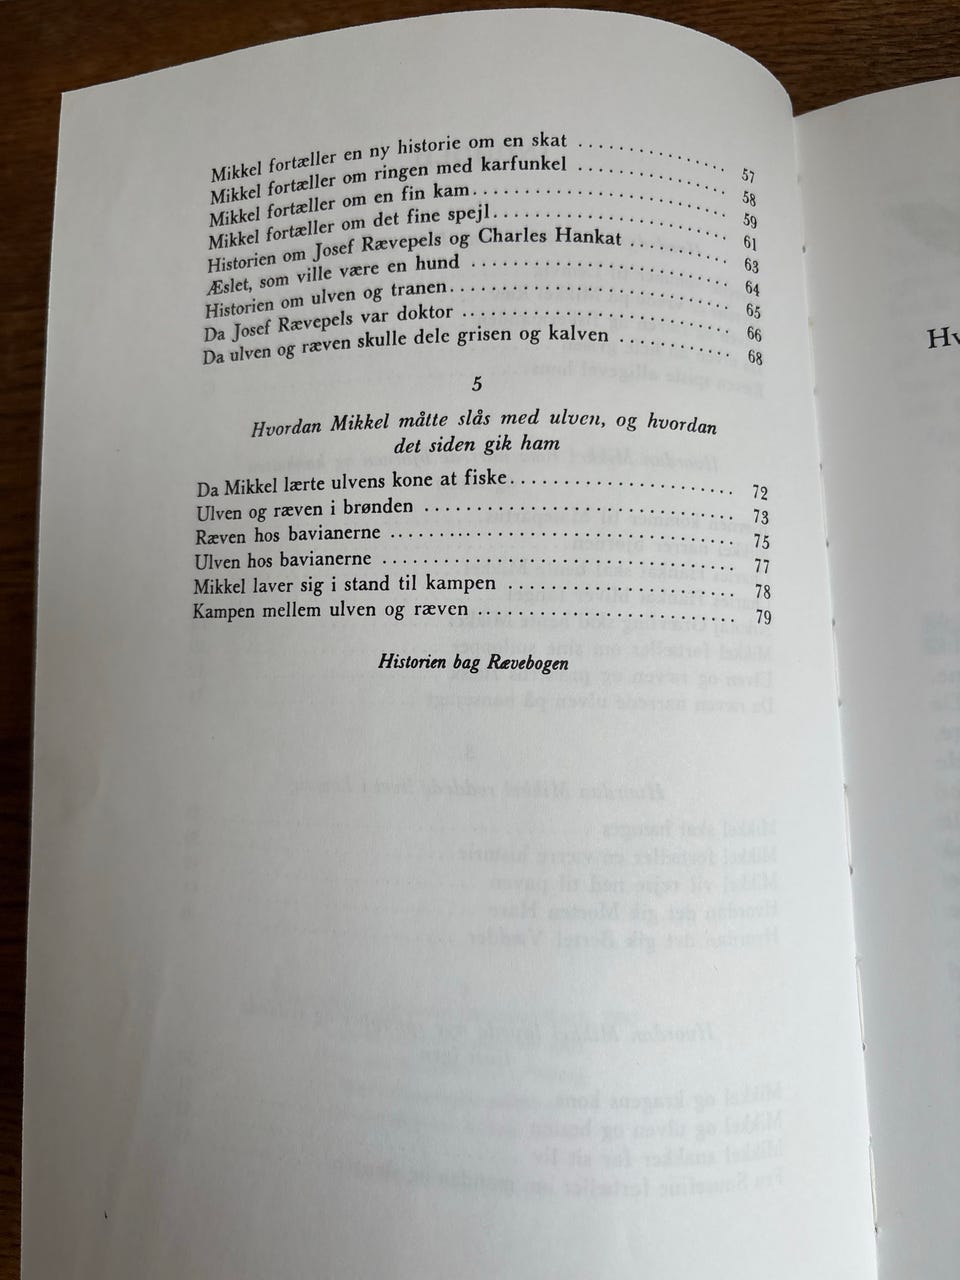 Mikkel fortæller en ny historie om en skat . . . . . . . . . . . . . . . . 57
Mikkel fortæller om ringen med karfunkel . . . . . . . . . . . . . . . . 58
Mikkel fortæller om en fin kam . . . . . . . . . . . . . . . . . . . . . . . . . . 59
Mikkel fortæller om det fine spejl . . . . . . . . . . . . . . . . . . . . . . . . 61
Historien om Josef Rævepels og Charles Hankat . . . . . . . . . . . 63
Æslet, som ville være en hund . . . . . . . . . . . . . . . . . . . . . . . . . . 64
Historien om ulven og tranen . . . . . . . . . . . . . . . . . . . . . . . . . . . . 65
Da Josef Rævepels var doktor . . . . . . . . . . . . . . . . . . . . . . . . . . . 66
Da ulven og ræven skulle dele grisen og kalven . . . . . . . . . . . . 68
5
Hvordan Mikkel måtte slås med ulven, og hvordan
det siden gik ham
Da Mikkel lærte ulvens kone at fiske . . . . . . . . . . . . . . . . . . . . . . 72
Ulven og ræven i brønden . . . . . . . . . . . . . . . . . . . . . . . . . . . . . . 73
Ræven hos bavianerne . . . . . . . . . . . . . . . . . . . . . . . . . . . . . . . . . 75
Ulven hos bavianerne . . . . . . . . . . . . . . . . . . . . . . . . . . . . . . . . . . 77
Mikkel laver sig i stand til kampen . . . . . . . . . . . . . . . . . . . . . . 78
Kampen mellem ulven og ræven . . . . . . . . . . . . . . . . . . . . . . . . . 79
Historien bag Rævebogen